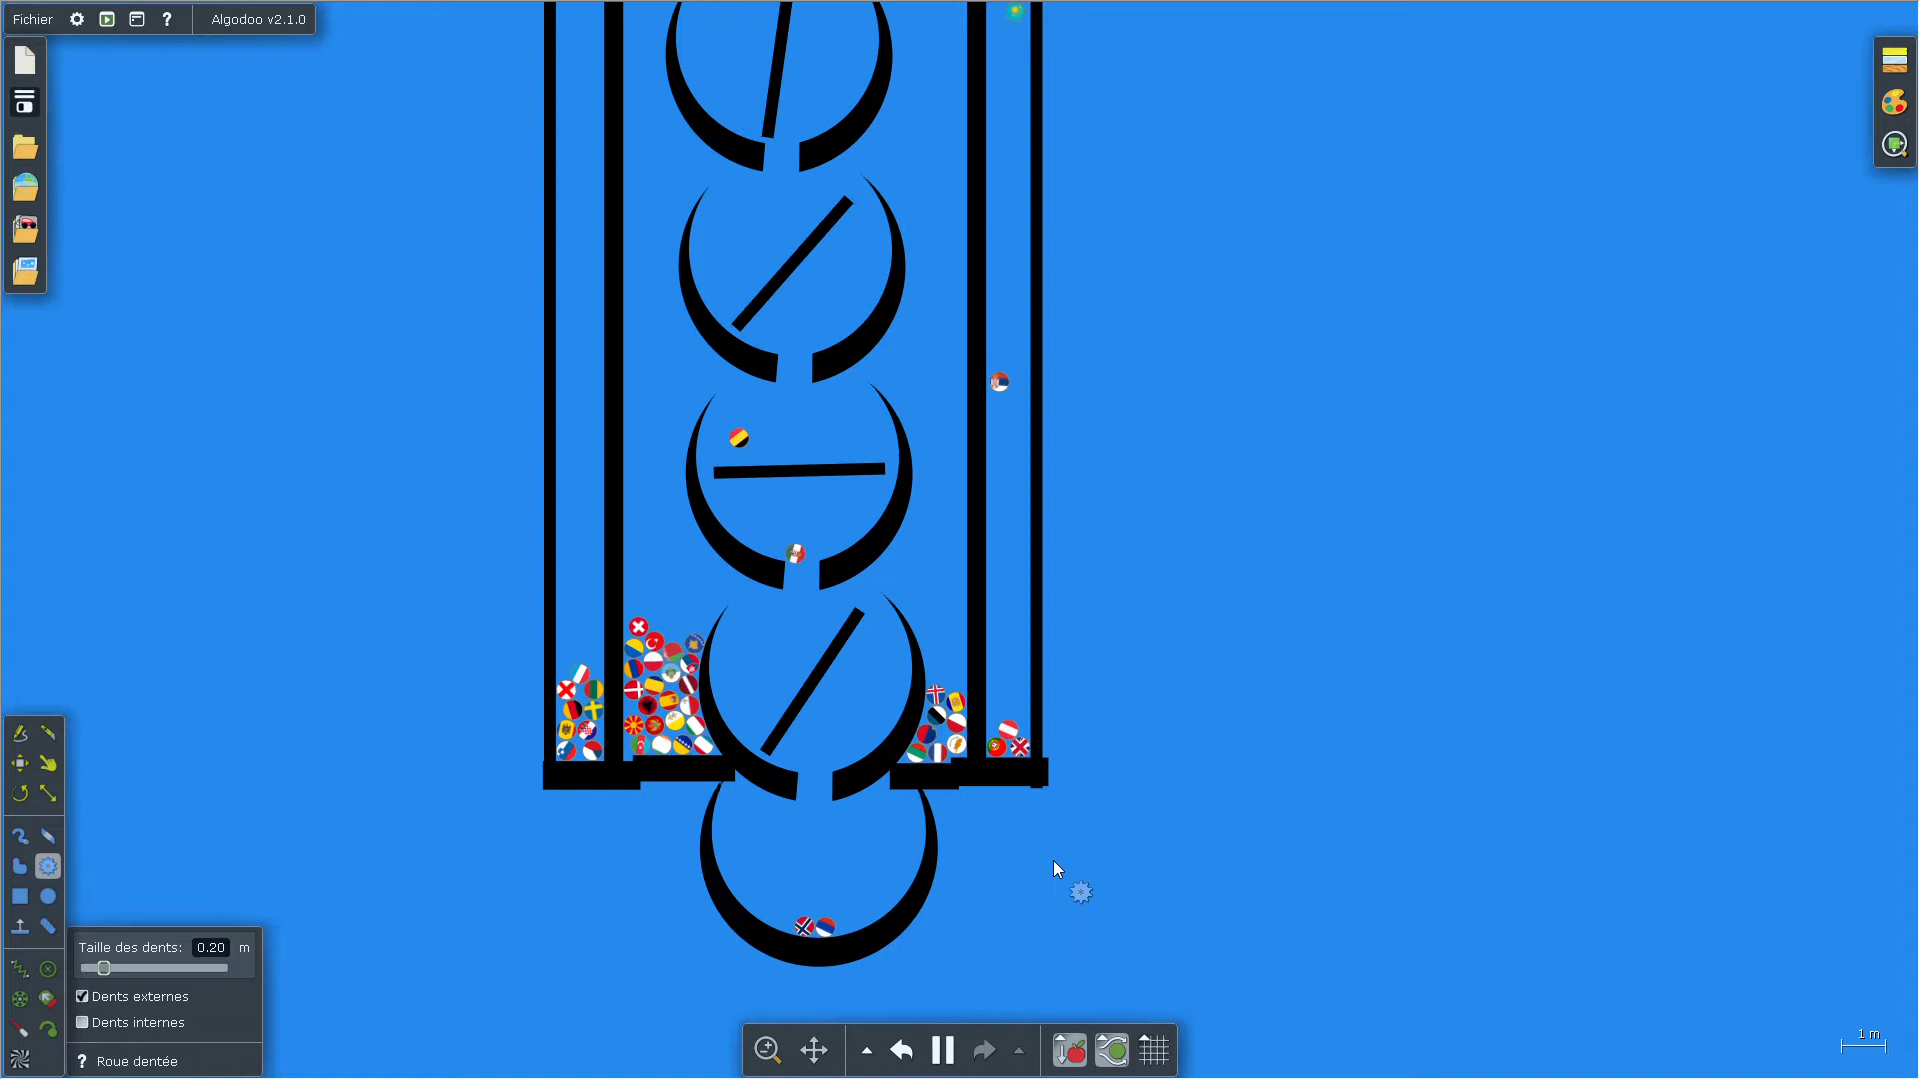 Fichier
? Algodoo v2.1.0
Taille des dents: 0.20 m
Dents externes
Dents internes
? Roue dentée
1 m